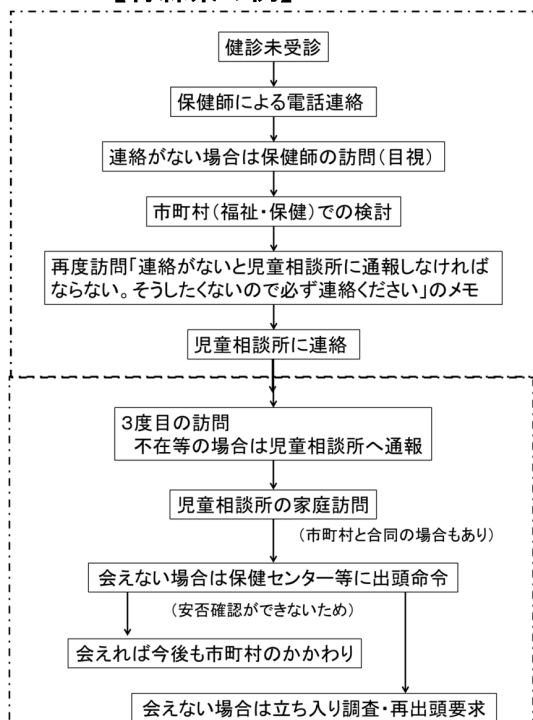 健診未受診
保健師による電話連絡
連絡がない場合は保健師の訪問(目視)
市町村(福祉・保健)での検討
再度訪問「連絡がないと児童相談所に通報しなければ
ならない。そうしたくないので必ず連絡ください」のメモ
児童相談所に連絡
3度目の訪問
不在等の場合は児童相談所へ通報
児童相談所の家庭訪問
(市町村と合同の場合もあり)
会えない場合は保健センター等に出頭命令
(安否確認ができないため)
会えれば今後も市町村のかかわり
会えない場合は立ち入り調査・再出頭要求